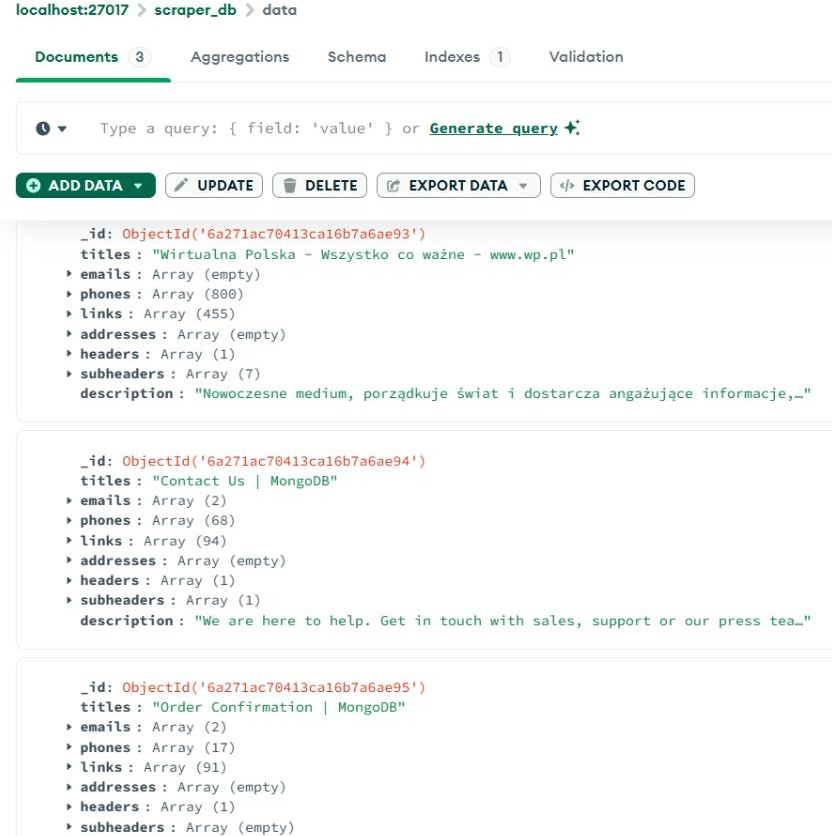 localhost:27017 > scraper_db > data
Documents 3 Aggregations Schema Indexes 1 Validation
Type a query: { field: 'value' } or Generate query
ADD DATA UPDATE DELETE EXPORT DATA EXPORT CODE
_id: ObjectId('6a271ac70413ca16b7a6ae93')
titles : "Wirtualna Polska - Wszystko co ważne - www.wp.pl"
emails : Array (empty)
phones : Array (800)
links : Array (455)
addresses : Array (empty)
headers : Array (1)
subheaders : Array (7)
description : "Nowoczesne medium, porządkuje świat i dostarcza angażujące informacje,…"
_id: ObjectId('6a271ac70413ca16b7a6ae94')
titles : "Contact Us | MongoDB"
emails : Array (2)
phones : Array (68)
links : Array (94)
addresses : Array (empty)
headers : Array (1)
subheaders : Array (1)
description : "We are here to help. Get in touch with sales, support or our press tea…"
_id: ObjectId('6a271ac70413ca16b7a6ae95')
titles : "Order Confirmation | MongoDB"
emails : Array (2)
phones : Array (17)
links : Array (91)
addresses : Array (empty)
headers : Array (1)
subheaders : Array (empty)